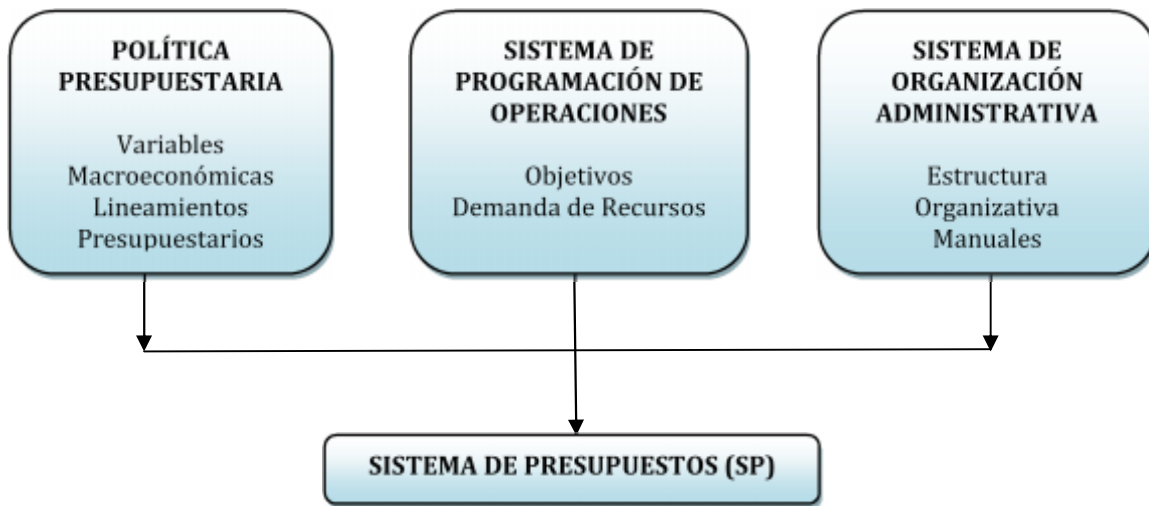 POLÍTICA
PRESUPUESTARIA
Variables
Macroeconómicas
Lineamientos
Presupuestarios
SISTEMA DE
PROGRAMACIÓN DE
OPERACIONES
Objetivos
Demanda de Recursos
SISTEMA DE
ORGANIZACIÓN
ADMINISTRATIVA
Estructura
Organizativa
Manuales
SISTEMA DE PRESUPUESTOS (SP)